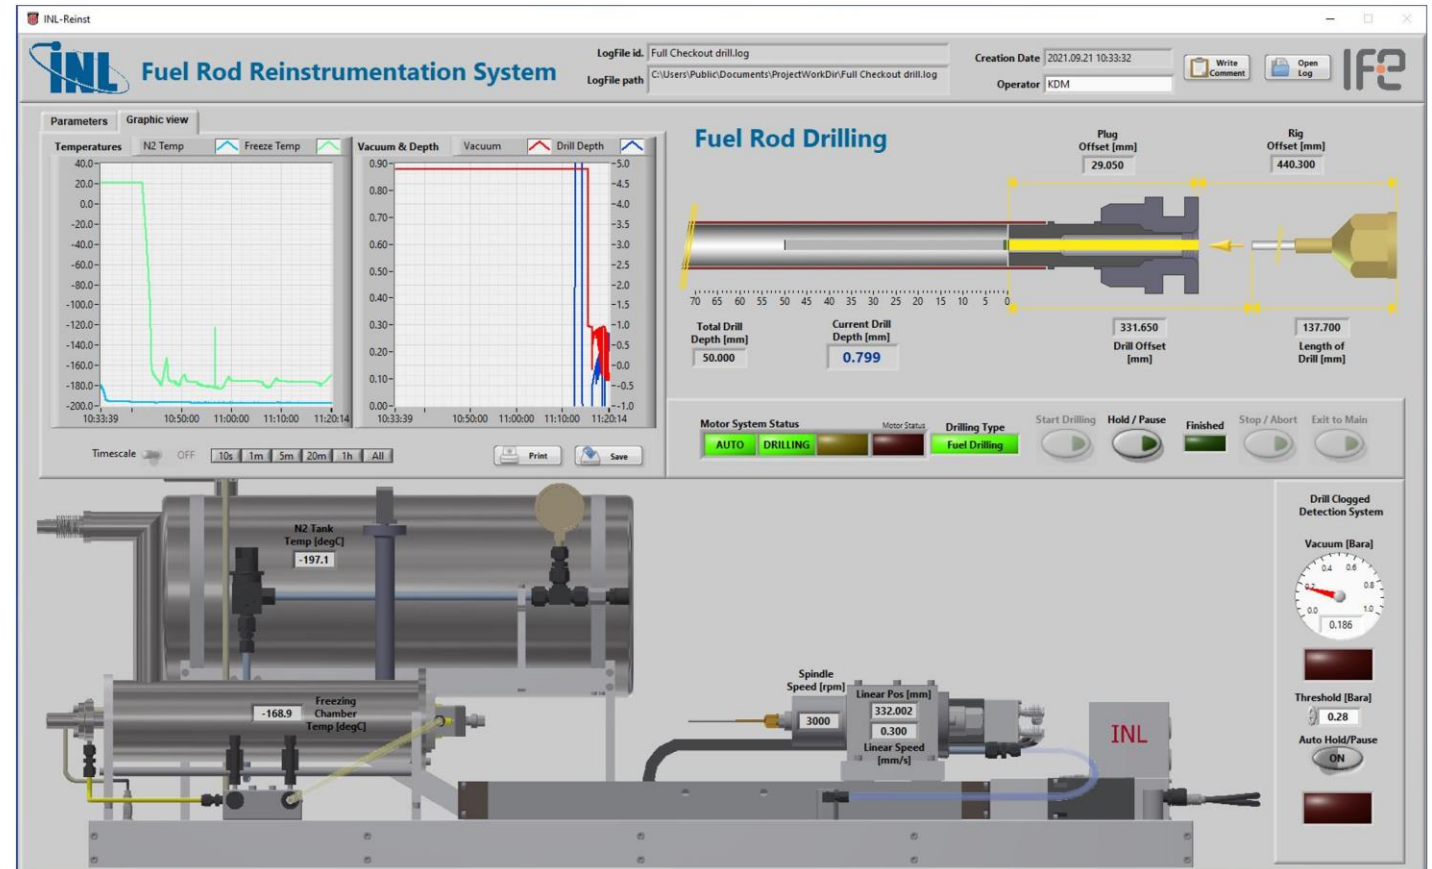 INL-Reinst
INL
Fuel Rod Reinstrumentation System
LogFile id. Full Checkout drill.log
LogFile path C:\Users\Public\Documents\ProjectWorkDir\Full Checkout drill.log
Creation Date 2021.09.21 10:33:32
Operator KDM
Write
Comment
Open
Log
IFE
Parameters Graphic view
Temperatures N2 Temp Freeze Temp
40.0
20.0
0.0
-20.0
-40.0
-60.0
-80.0
-100.0
-120.0
-140.0
-160.0
-180.0
-200.0
10:33:39 10:50:00 11:00:00 11:10:00 11:20:14
Vacuum & Depth Vacuum Drill Depth
0.90 5.0
4.5
0.80
4.0
0.70
3.5
0.60 3.0
2.5
0.50
2.0
0.40
1.5
0.30 1.0
0.5
0.20
0.0
0.10
-0.5
0.00 -1.0
10:33:39 10:50:00 11:00:00 11:10:00 11:20:14
Timescale OFF 10s 1m 5m 20m 1h All
Print Save
Fuel Rod Drilling
Plug
Offset [mm]
29.050
Rig
Offset [mm]
440.300
70 65 60 55 50 45 40 35 30 25 20 15 10 5 0
Total Drill
Depth [mm]
50.000
Current Drill
Depth [mm]
0.799
331.650
Drill Offset
[mm]
137.700
Length of
Drill [mm]
Motor System Status Motor Status
AUTO DRILLING
Drilling Type
Fuel Drilling
Start Drilling Hold / Pause Finished Stop / Abort Exit to Main
N2 Tank
Temp [degC]
-197.1
Freezing
Chamber
Temp [degC]
-168.9
Spindle
Speed [rpm]
3000
Linear Pos [mm]
332.002
0.300
Linear Speed
[mm/s]
INL
Drill Clogged
Detection System
Vacuum [Bara]
0.4 0.6
0.2 0.8
0.0 1.0
0.186
Threshold [Bara]
0.28
Auto Hold/Pause
ON